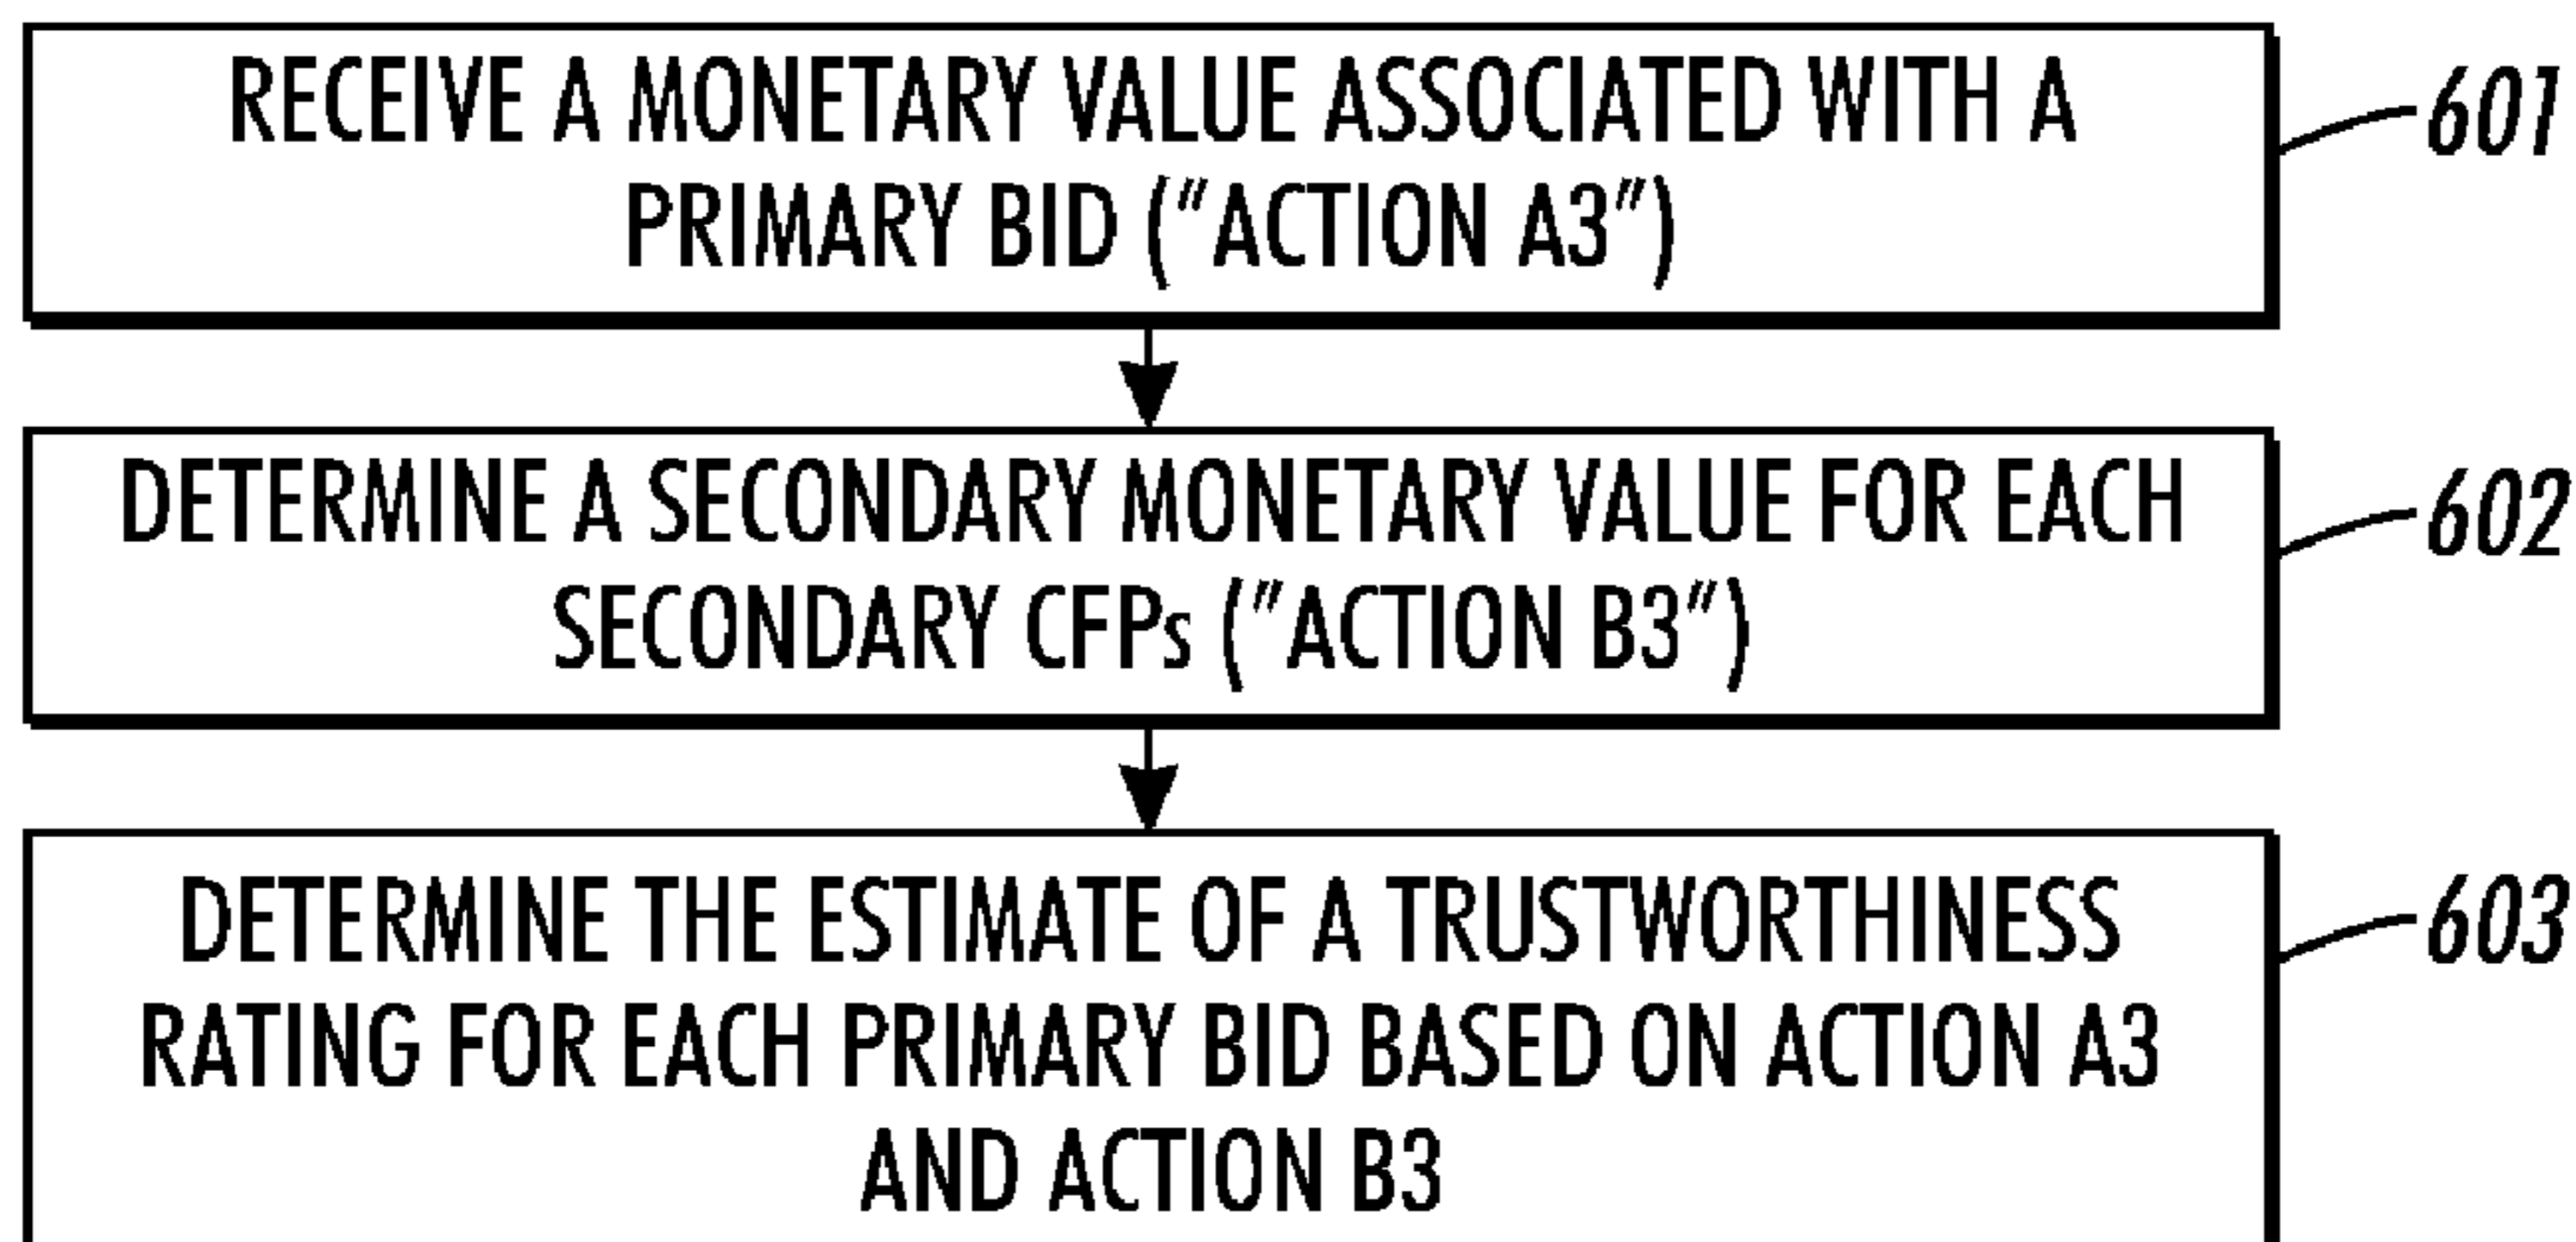 RECEIVE A MONETARY VALUE ASSOCIATED WITH A
PRIMARY BID ("ACTION A3")
601
DETERMINE A SECONDARY MONETARY VALUE FOR EACH
SECONDARY CFPs ("ACTION B3")
602
DETERMINE THE ESTIMATE OF A TRUSTWORTHINESS
RATING FOR EACH PRIMARY BID BASED ON ACTION A3
AND ACTION B3
603